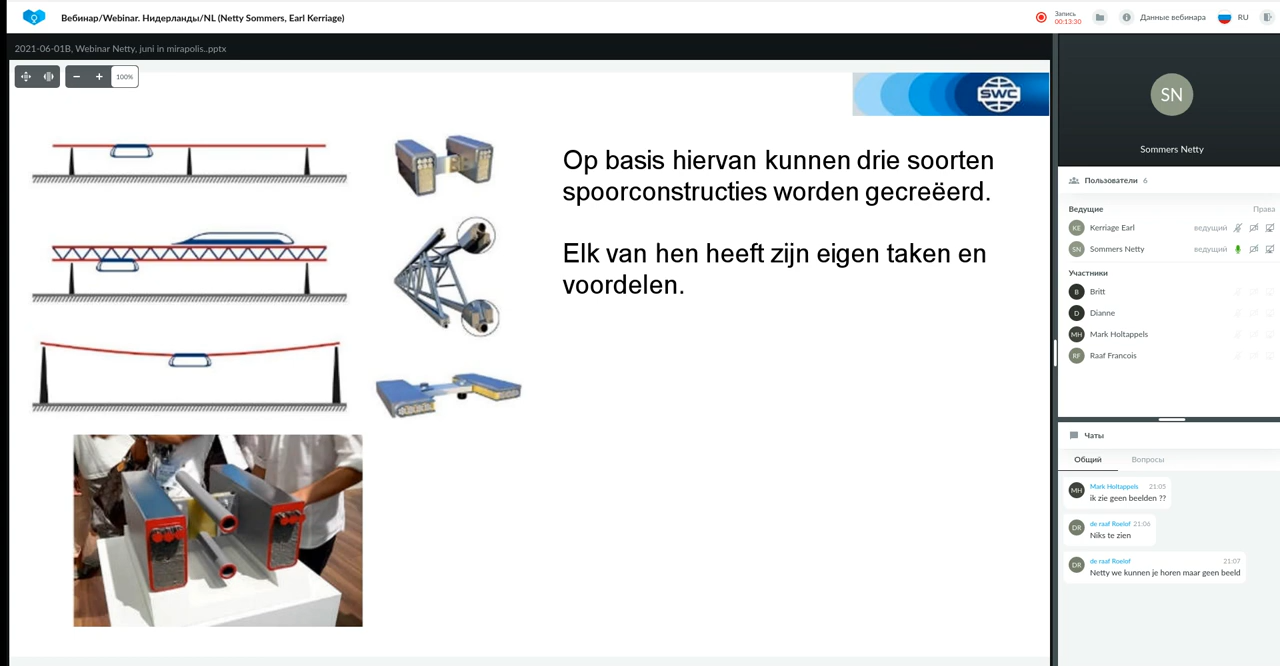 Вебинар/Webinar. Нидерланды/NL (Netty Sommers, Earl Kerriage)
Запись
00:13:30
Данные вебинара
RU
2021-06-01B, Webinar Netty, juni in mirapolis..pptx
100%
SWC
Op basis hiervan kunnen drie soorten
spoorconstructies worden gecreëerd.
Elk van hen heeft zijn eigen taken en
voordelen.
SN
Sommers Netty
Пользователи 6
Ведущие Права
KE Kerriage Earl ведущий
SN Sommers Netty ведущий
Участники
B Britt
D Dianne
MH Mark Holtappels
RF Raaf Francois
Чаты
Общий Вопросы
MH Mark Holtappels 21:05
ik zie geen beelden ??
DR de raaf Roelof 21:06
Niks te zien
DR de raaf Roelof 21:07
Netty we kunnen je horen maar geen beeld